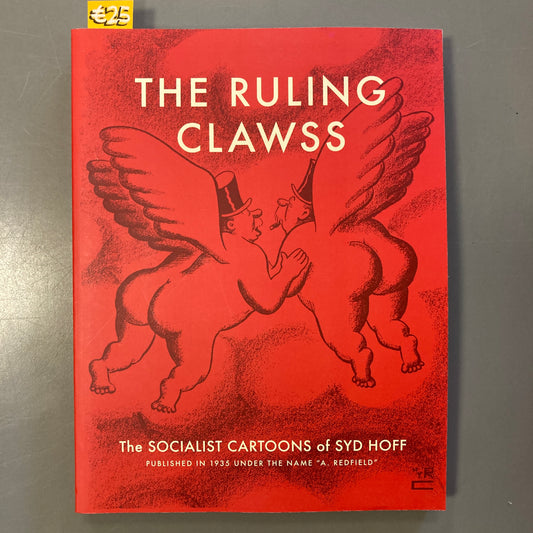 €25
THE RULING
CLAWSS
The SOCIALIST CARTOONS of SYD HOFF
PUBLISHED IN 1935 UNDER THE NAME "A. REDFIELD"